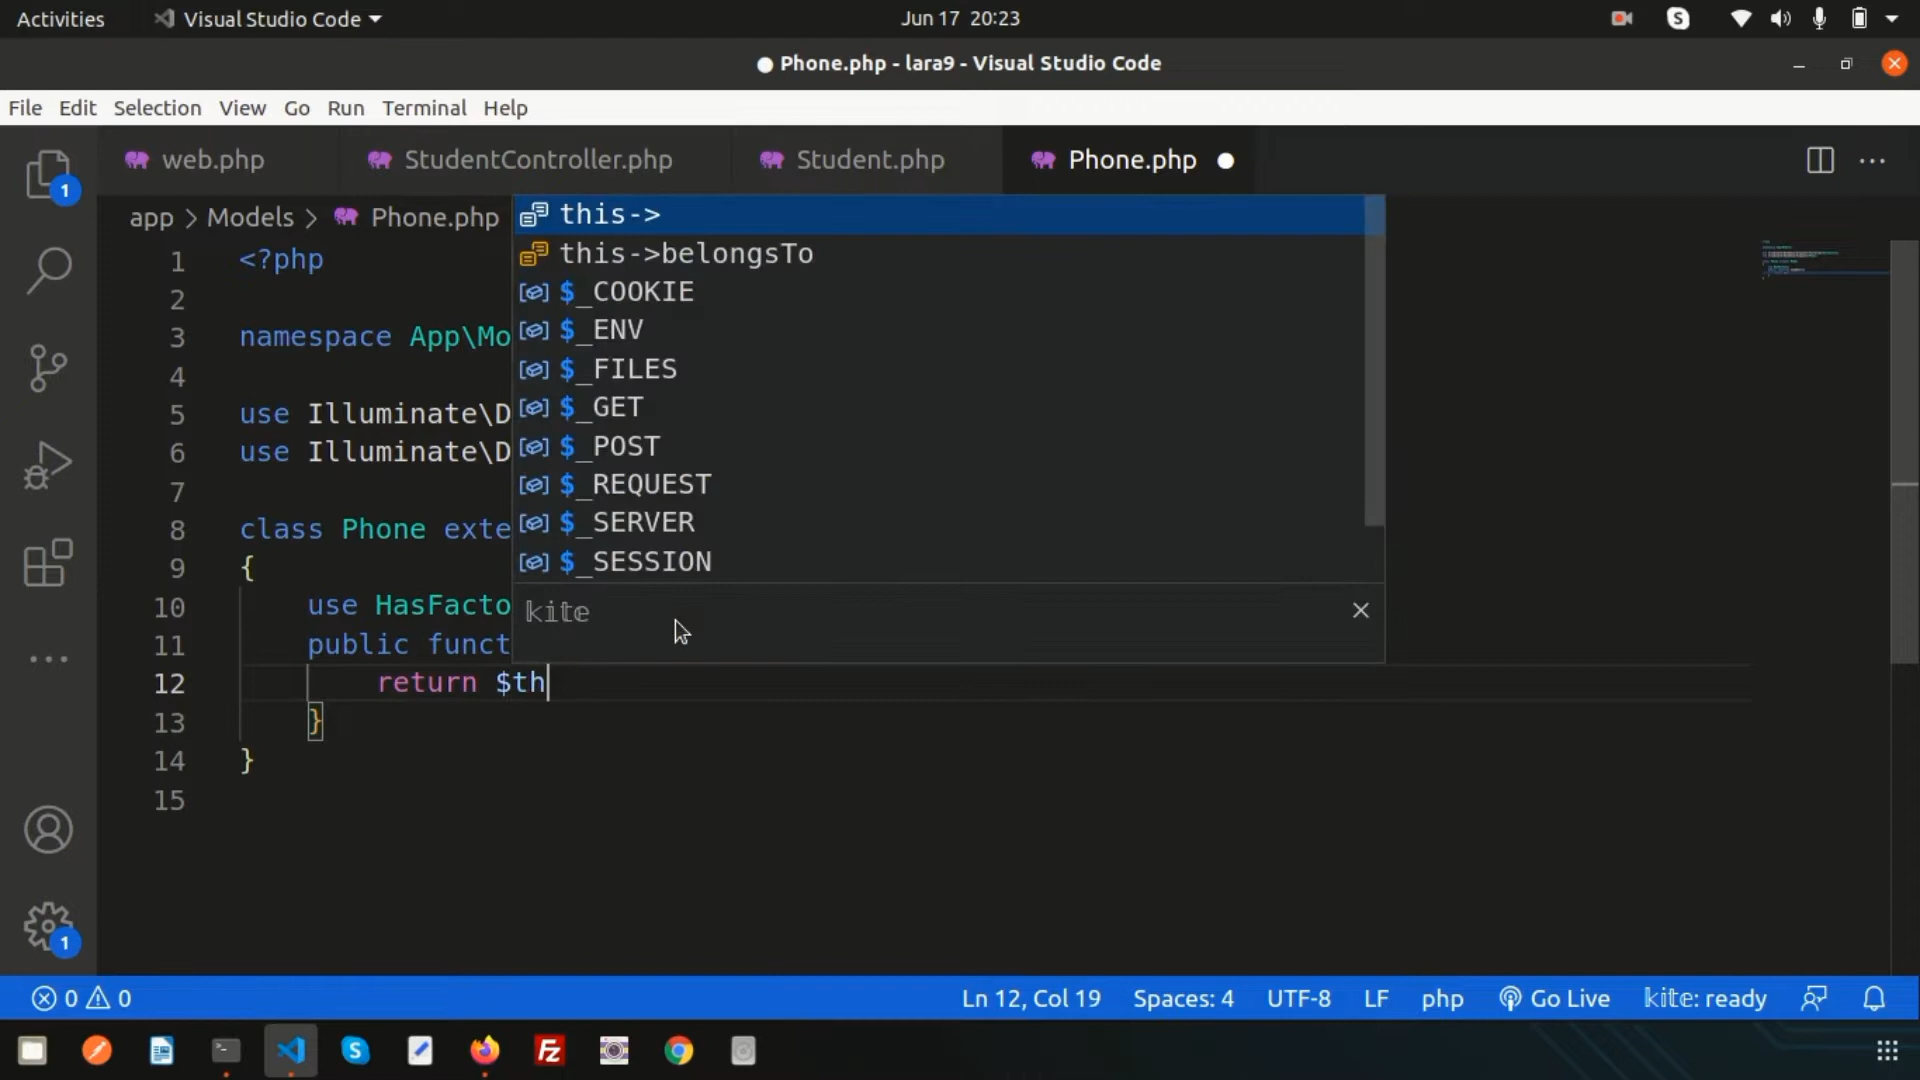 Activities Visual Studio Code Jun 17 20:23
Phone.php - lara9 - Visual Studio Code
File Edit Selection View Go Run Terminal Help
web.php StudentController.php Student.php Phone.php
app > Models > Phone.php
1 <?php
2
3 namespace App\Mo
4
5 use Illuminate\D
6 use Illuminate\D
7
8 class Phone exte
9 {
10 use HasFacto
11 public funct
12 return $th
13 }
14 }
15
this->
this->belongsTo
$_COOKIE
$_ENV
$_FILES
$_GET
$_POST
$_REQUEST
$_SERVER
$_SESSION
kite
1
1
0 0 Ln 12, Col 19 Spaces: 4 UTF-8 LF php Go Live kite: ready